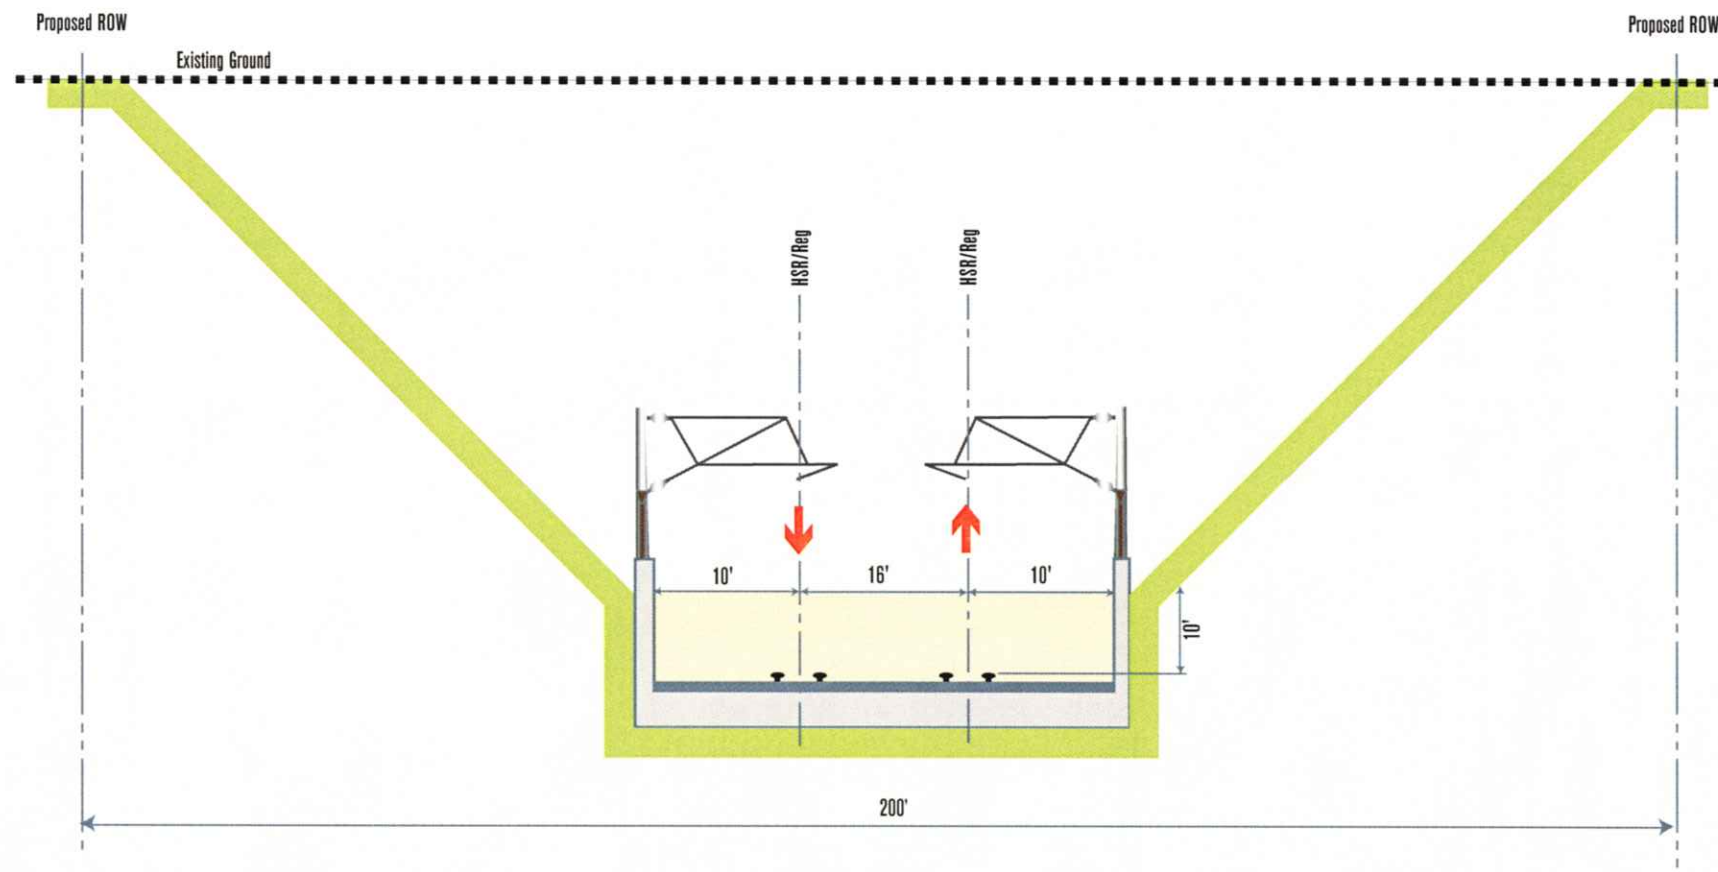 Proposed ROW
Proposed ROW
Existing Ground
HSR/Reg
HSR/Reg
10'
16'
10'
10'
200'